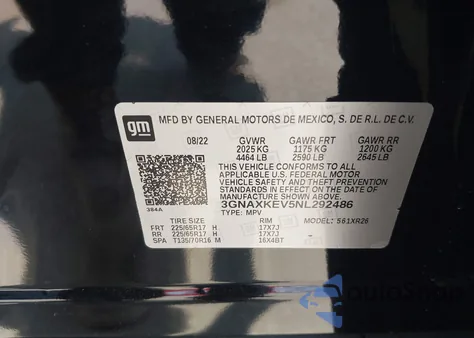 gm MFD BY GENERAL MOTORS DE MEXICO, S. DE R.L. DE C.V.
08/22 GVWR GAWR FRT GAWR RR
2025 KG 1175 KG 1200 KG
4464 LB 2590 LB 2645 LB
THIS VEHICLE CONFORMS TO ALL
APPLICABLE U.S. FEDERAL MOTOR
VEHICLE SAFETY AND THEFT PREVENTION
STANDARDS IN EFFECT ON THE DATE OF
MANUFACTURE SHOWN ABOVE.
3GNAXKEV5NL292486
384A TYPE: MPV MODEL: 561XR26
TIRE SIZE RIM
FRT 225/65R17 H 17X7J
RR 225/65R17 H 17X7J
SPA T135/70R16 M 16X4BT